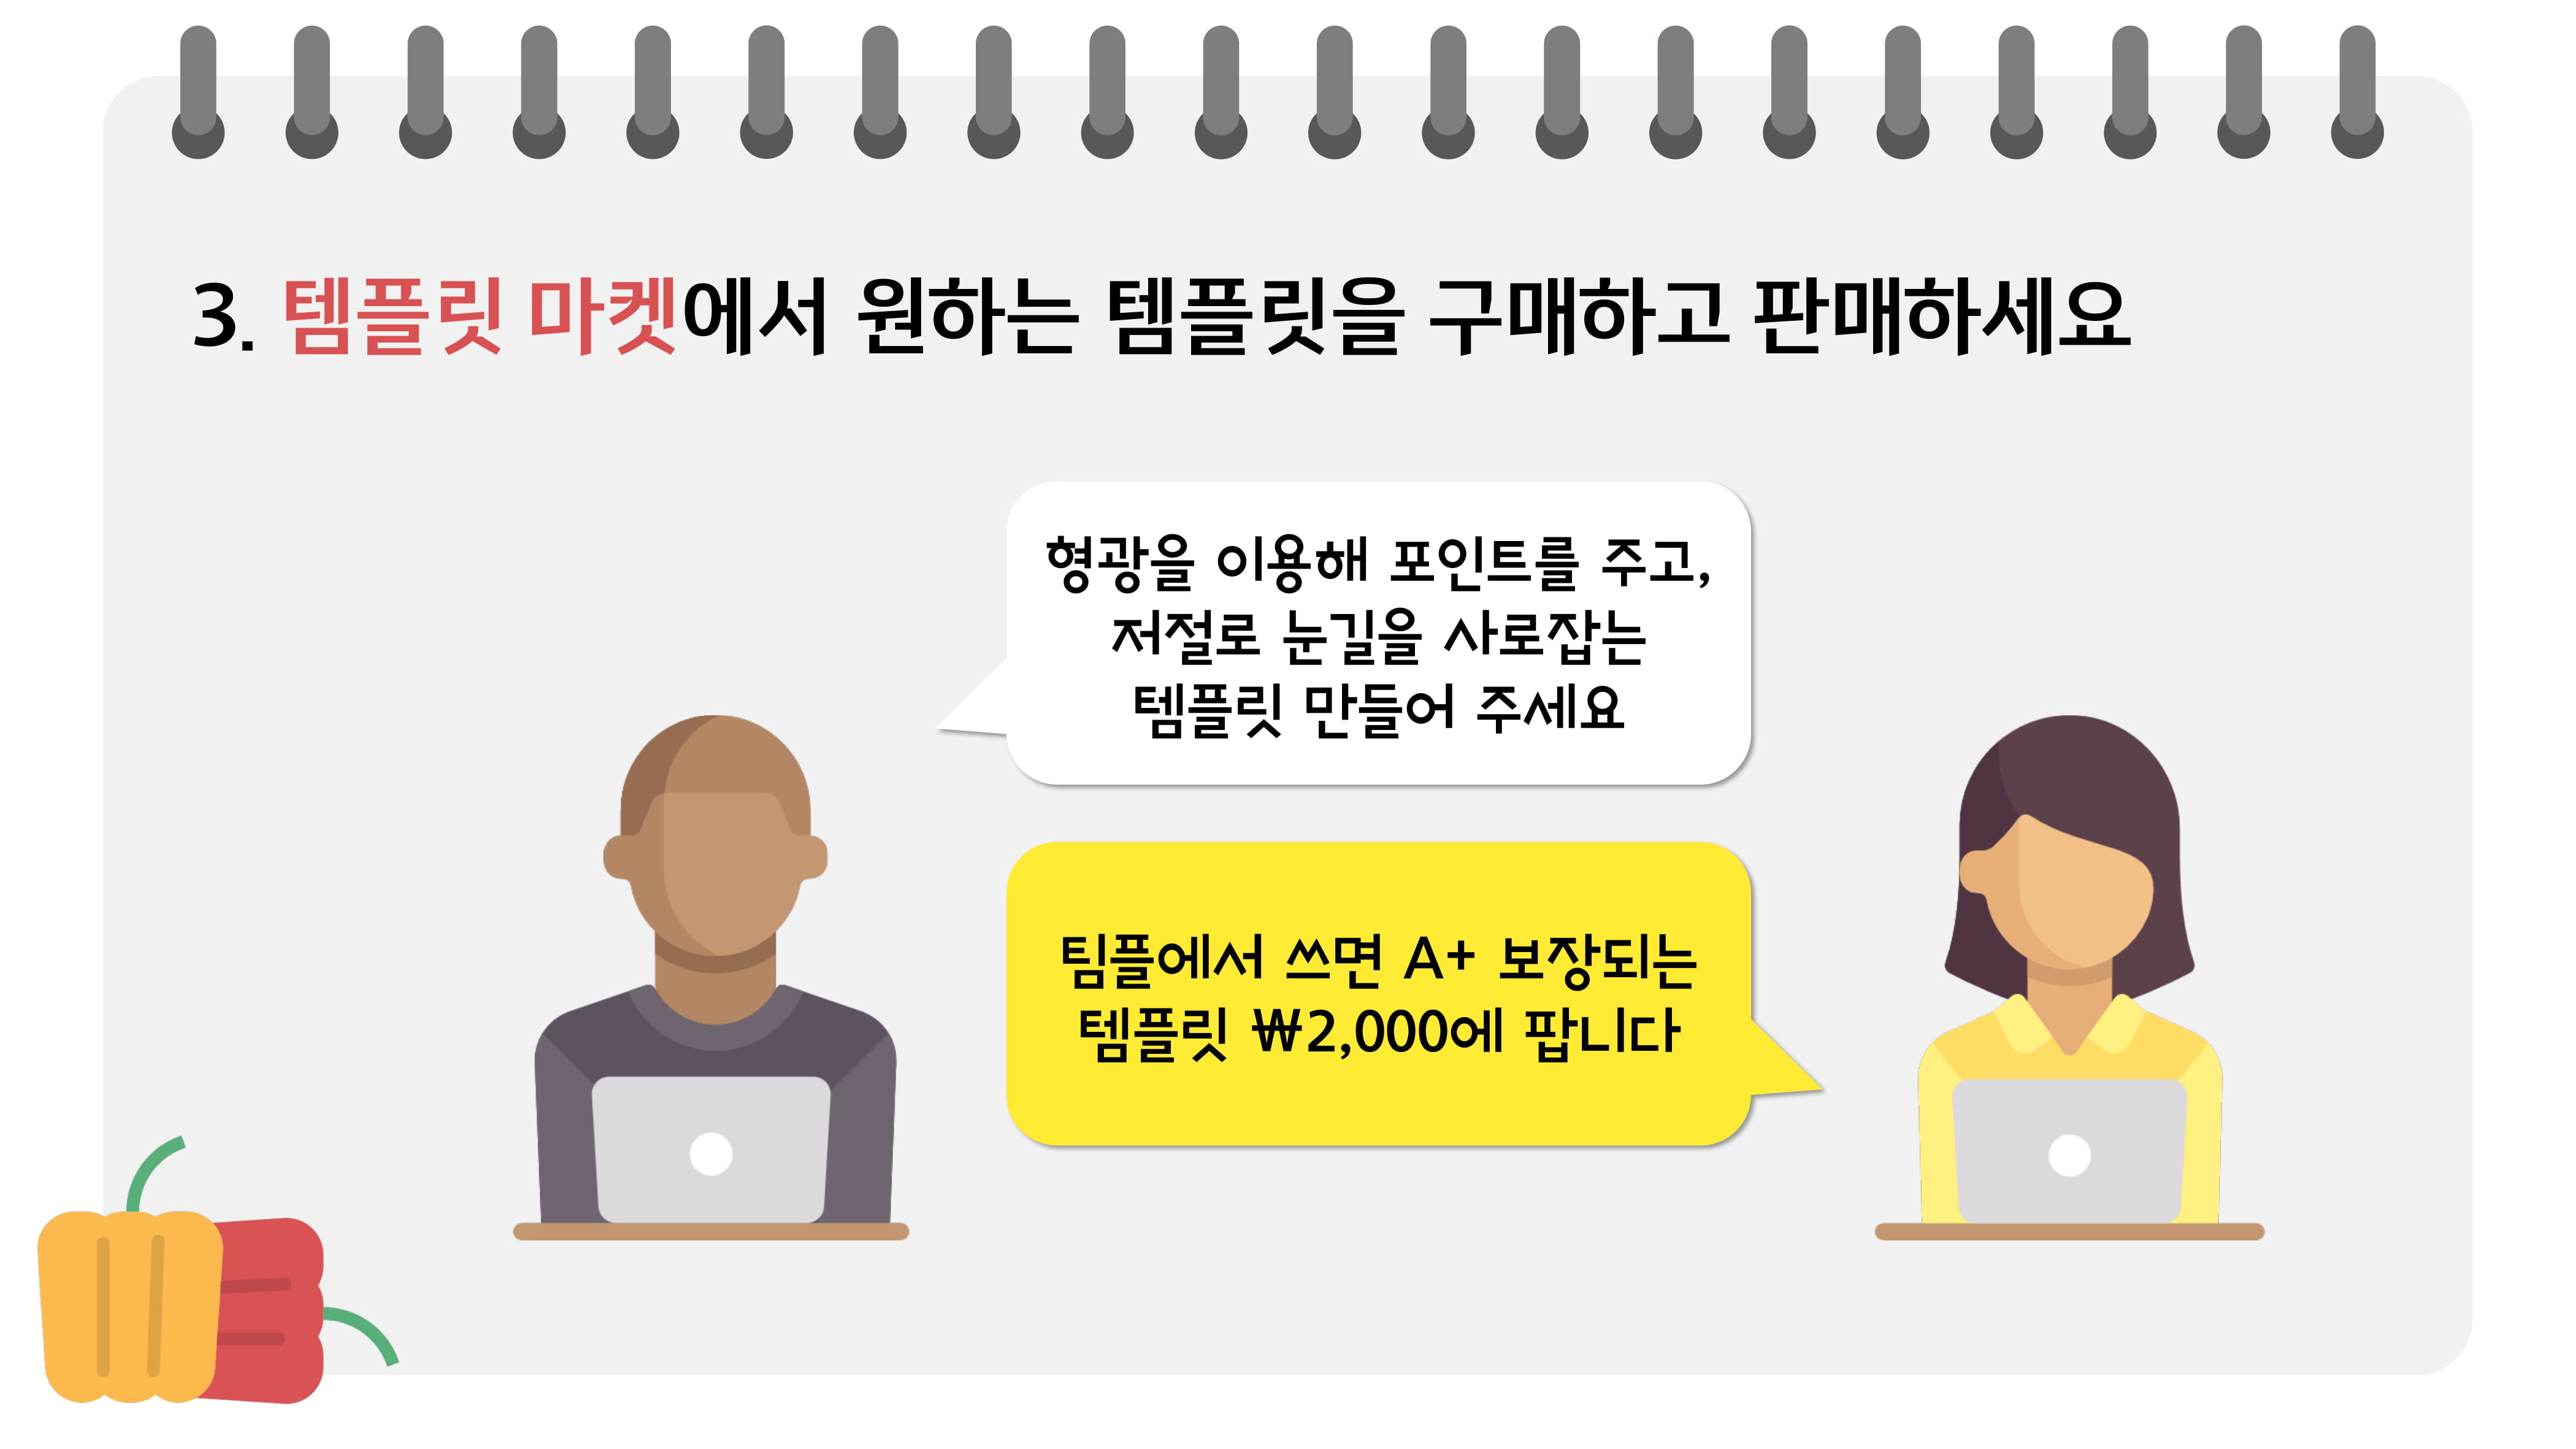 3. 템플릿 마켓에서 원하는 템플릿을 구매하고 판매하세요
형광을 이용해 포인트를 주고,
저절로 눈길을 사로잡는
템플릿 만들어 주세요
팀플에서 쓰면 A+ 보장되는
템플릿 ₩2,000에 팝니다